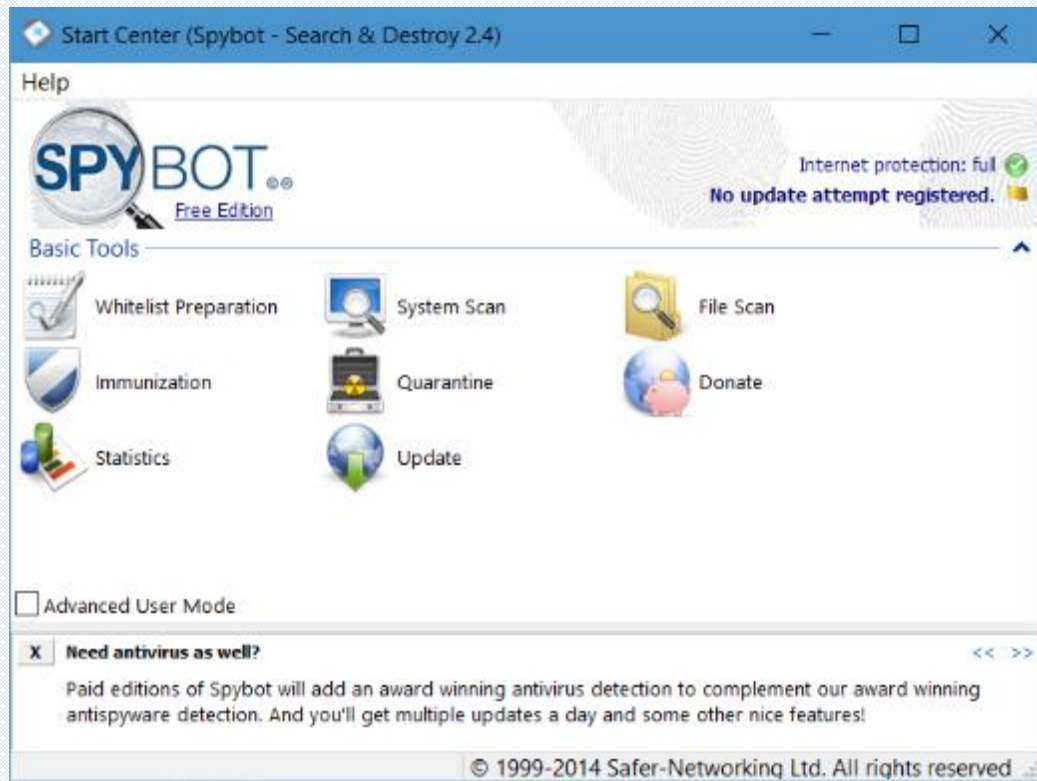 Start Center (Spybot - Search & Destroy 2.4)
Help
SPYBOT
Free Edition
Internet protection: full
No update attempt registered.
Basic Tools
Whitelist Preparation
System Scan
File Scan
Immunization
Quarantine
Donate
Statistics
Update
Advanced User Mode
X Need antivirus as well? << >>
Paid editions of Spybot will add an award winning antivirus detection to complement our award winning
antispyware detection. And you'll get multiple updates a day and some other nice features!
© 1999-2014 Safer-Networking Ltd. All rights reserved